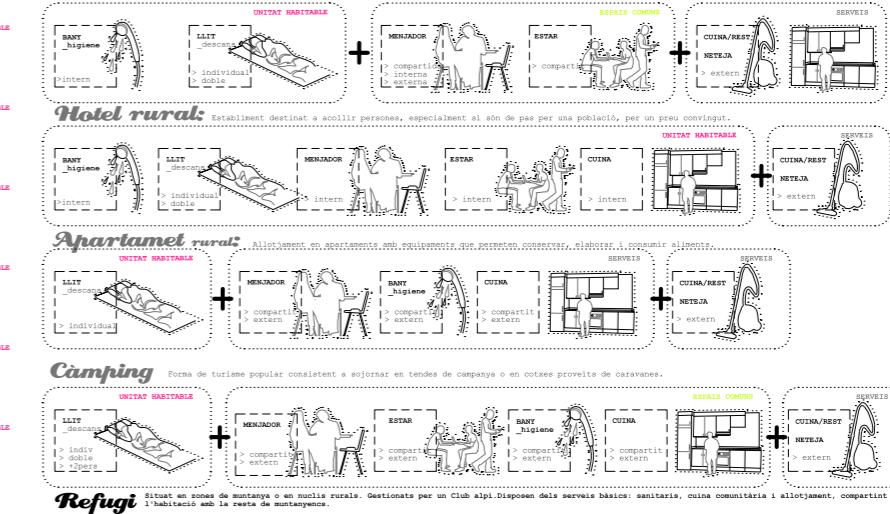 UNITAT HABITABLE
ESPAIS COMUNS
SERVEIS
BANY
_higiene
>intern
LLIT
_descans
> individual
> doble
MENJADOR
> compartit
> interna
> externa
ESTAR
> compartit
CUINA/REST
NETEJA
> extern
Hotel rural: Establiment destinat a acollir persones, especialment si són de pas per una població, per un preu convingut.
UNITAT HABITABLE
SERVEIS
BANY
_higiene
>intern
LLIT
_descans
> individual
> doble
MENJADOR
> intern
ESTAR
> intern
CUINA
> intern
CUINA/REST
NETEJA
> extern
Apartamet rural: Allotjament en apartaments amb equipaments que permeten conservar, elaborar i consumir aliments.
UNITAT HABITABLE
SERVEIS
LLIT
_descans
> individual
MENJADOR
> compartit
> extern
BANY
_higiene
> compartit
> extern
CUINA
> compartit
> extern
CUINA/REST
NETEJA
> extern
Càmping Forma de turisme popular consistent a sojornar en tendes de campanya o en cotxes proveïts de caravanes.
UNITAT HABITABLE
ESPAIS COMUNS
SERVEIS
LLIT
_descans
> indiv
> doble
> +2pers
MENJADOR
> compartit
> extern
ESTAR
> compartit
> extern
BANY
_higiene
> compartit
> extern
CUINA
> compartit
> extern
CUINA/REST
NETEJA
> extern
Refugi Situat en zones de muntanya o en nuclis rurals. Gestionats per un Club alpí.Disposen dels serveis bàsics: sanitaris, cuina comunitària i allotjament, compartint
l'habitació amb la resta de muntanyencs.